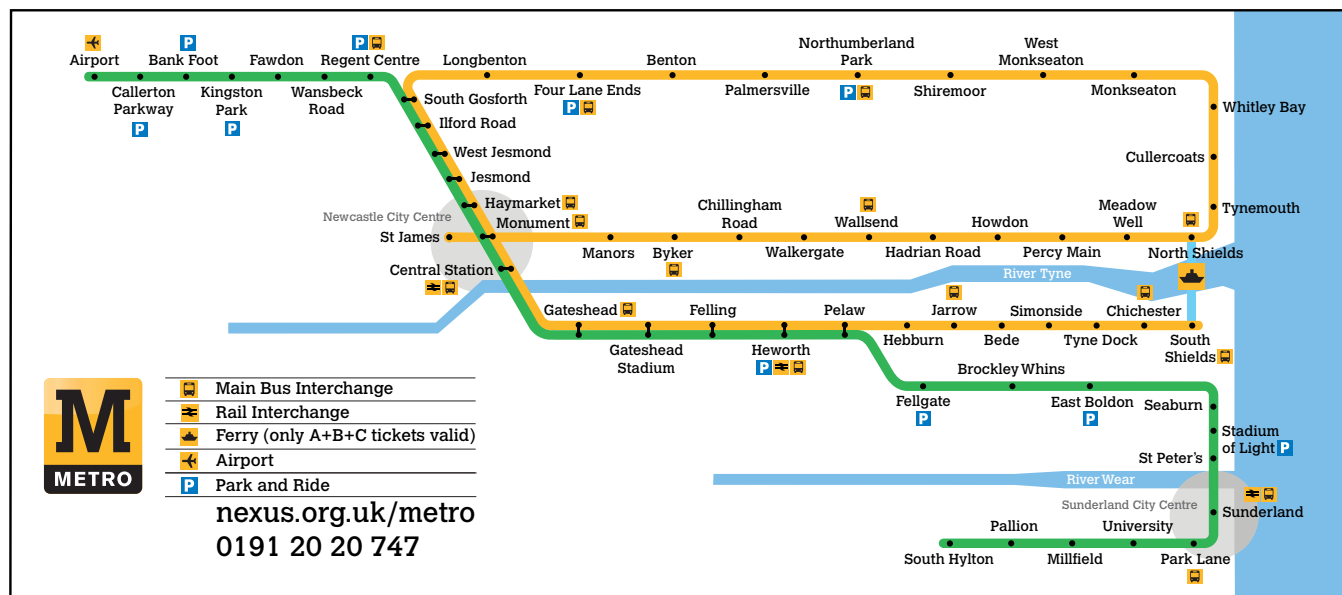 Airport
Callerton
Parkway
Bank Foot
Kingston
Park
Fawdon
Wansbeck
Road
Regent Centre
Longbenton
Four Lane Ends
Benton
Palmersville
Northumberland
Park
Shiremoor
West
Monkseaton
Monkseaton
Whitley Bay
Cullercoats
Tynemouth
South Gosforth
Ilford Road
West Jesmond
Jesmond
Haymarket
Newcastle City Centre
Monument
St James
Central Station
Manors
Byker
Chillingham
Road
Walkergate
Wallsend
Hadrian Road
Howdon
Percy Main
Meadow
Well
North Shields
River Tyne
Gateshead
Gateshead
Stadium
Felling
Heworth
Pelaw
Hebburn
Jarrow
Bede
Simonside
Tyne Dock
Chichester
South
Shields
Fellgate
Brockley Whins
East Boldon
Seaburn
Stadium
of Light
St Peter's
River Wear
Sunderland City Centre
Sunderland
Park Lane
University
Millfield
Pallion
South Hylton
M
METRO
Main Bus Interchange
Rail Interchange
Ferry (only A+B+C tickets valid)
Airport
P Park and Ride
nexus.org.uk/metro
0191 20 20 747